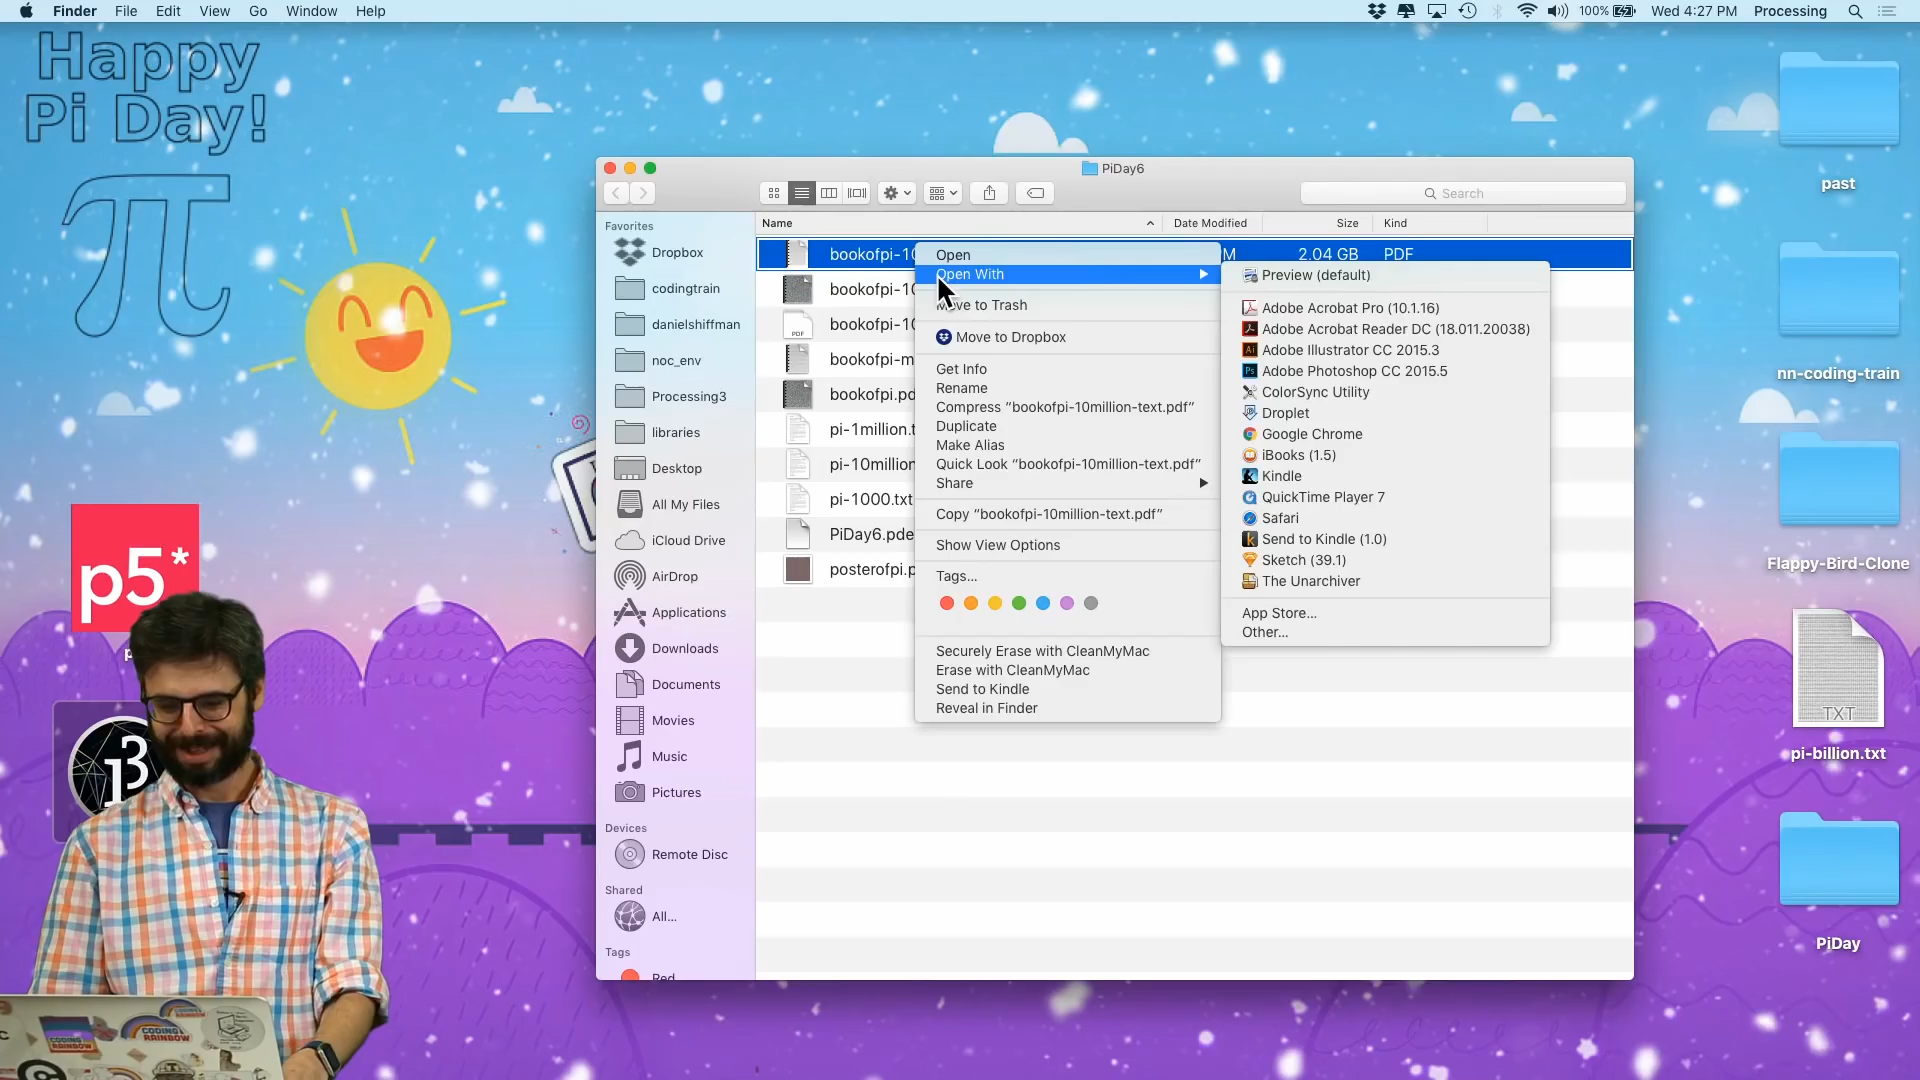 Finder File Edit View Go Window Help
100% Wed 4:27 PM Processing
Happy
Pi Day!
π
PiDay6
Search
Favorites
Dropbox
codingtrain
danielshiffman
noc_env
Processing3
libraries
Desktop
All My Files
iCloud Drive
AirDrop
Applications
Downloads
Documents
Movies
Music
Pictures
Devices
Remote Disc
Shared
All...
Tags
Red
Name Date Modified Size Kind
bookofpi-10 M 2.04 GB PDF
bookofpi-10
PDF bookofpi-10
bookofpi-m
bookofpi.pd
pi-1million.t
pi-10million
pi-1000.txt
PiDay6.pde
posterofpi.p
Open
Open With
Move to Trash
Move to Dropbox
Get Info
Rename
Compress “bookofpi-10million-text.pdf”
Duplicate
Make Alias
Quick Look “bookofpi-10million-text.pdf”
Share
Copy “bookofpi-10million-text.pdf”
Show View Options
Tags...
Securely Erase with CleanMyMac
Erase with CleanMyMac
Send to Kindle
Reveal in Finder
Preview (default)
Adobe Acrobat Pro (10.1.16)
Adobe Acrobat Reader DC (18.011.20038)
Adobe Illustrator CC 2015.3
Adobe Photoshop CC 2015.5
ColorSync Utility
Droplet
Google Chrome
iBooks (1.5)
Kindle
QuickTime Player 7
Safari
Send to Kindle (1.0)
Sketch (39.1)
The Unarchiver
App Store...
Other...
past
nn-coding-train
Flappy-Bird-Clone
TXT
pi-billion.txt
PiDay
p5*
p
CODING
RAINBOW
CODING
RAINBOW